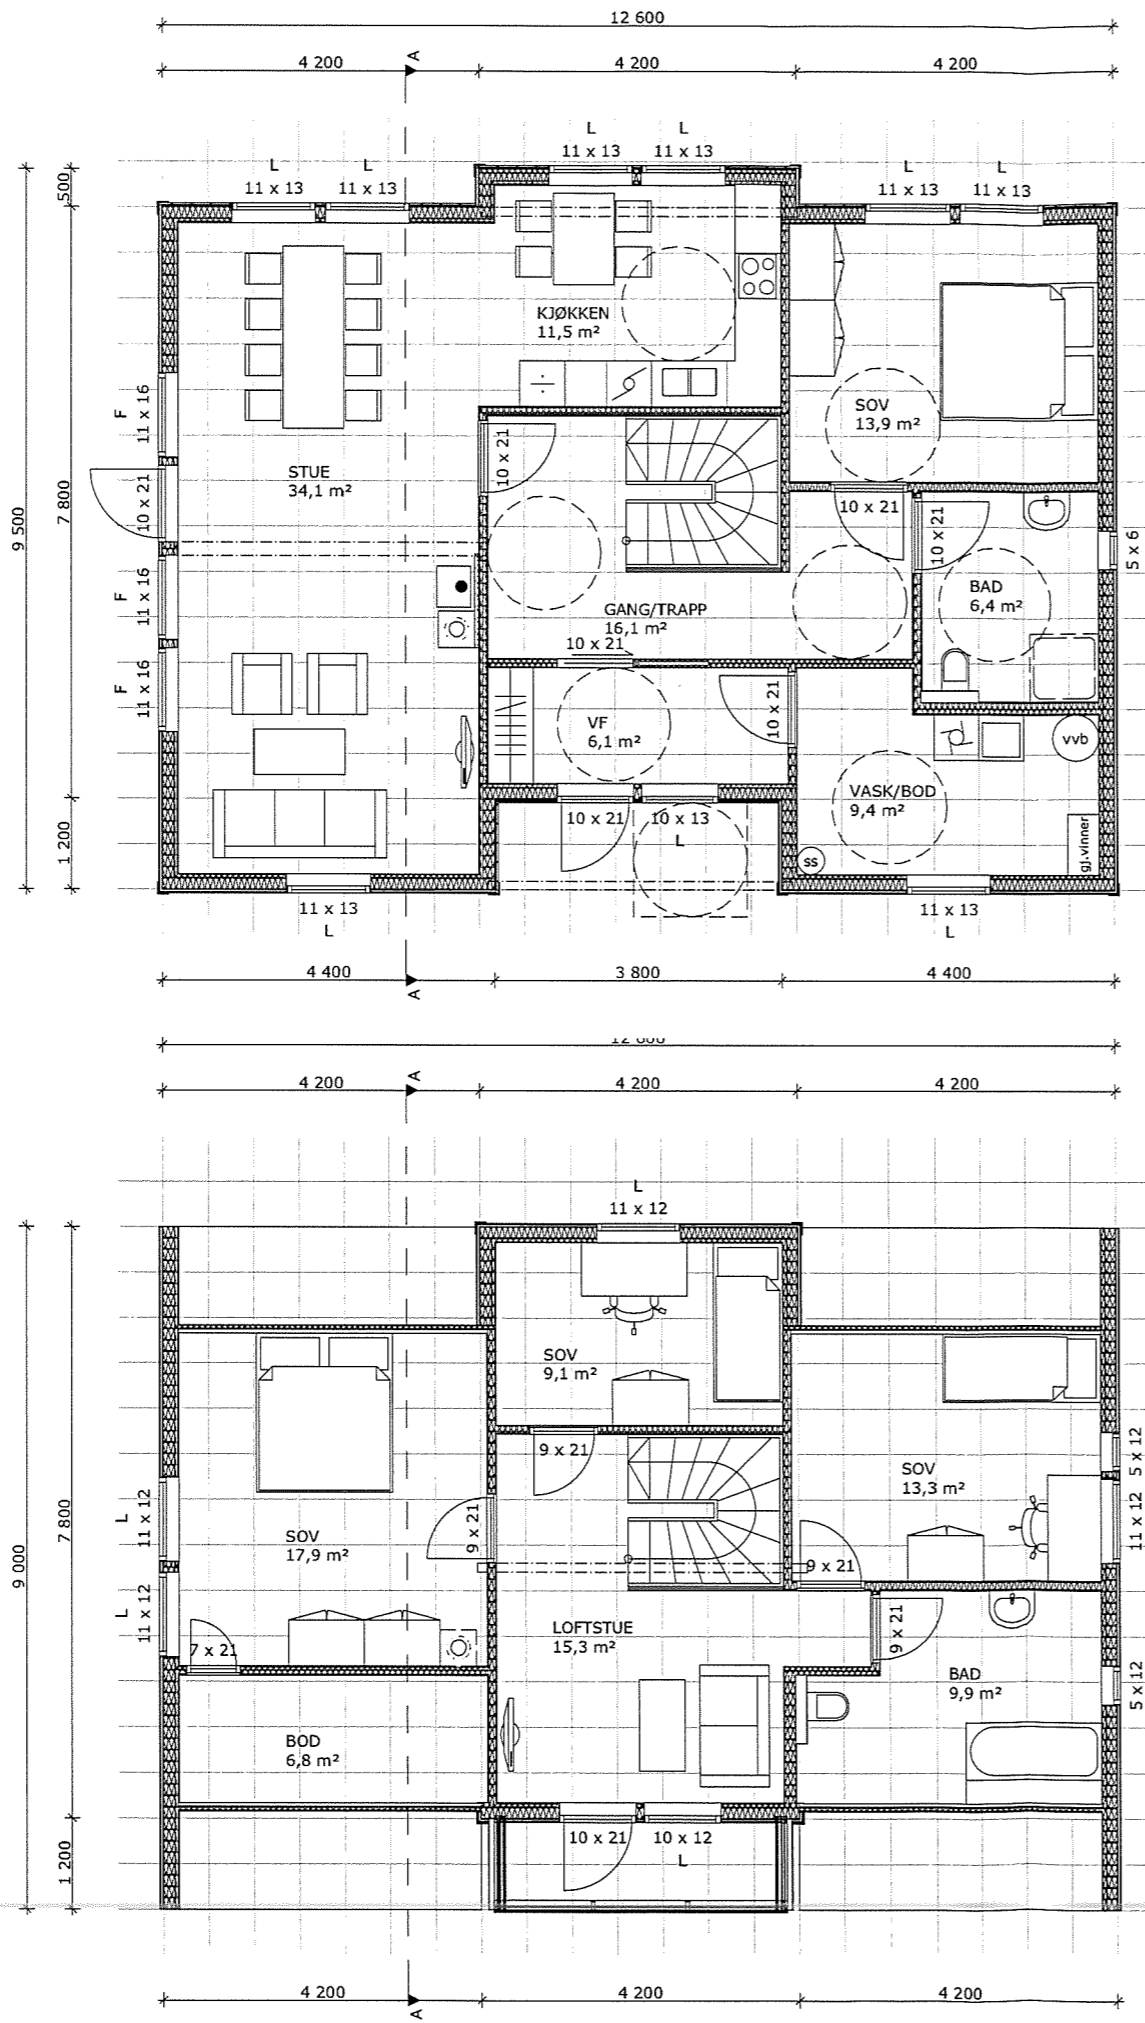 12 600
4 200
A
4 200
4 200
L
L
11 x 13
11 x 13
L
L
11 x 13
11 x 13
L
L
11 x 13
11 x 13
500
7 800
9 500
1 200
KJØKKEN
11,5 m²
SOV
13,9 m²
F
11 x 16
10 x 21
F
11 x 16
F
11 x 16
STUE
34,1 m²
10 x 21
10 x 21
10 x 21
5 x 6
BAD
6,4 m²
GANG/TRAPP
16,1 m²
10 x 21
10 x 21
VF
6,1 m²
vvb
VASK/BOD
9,4 m²
gj.vinner
ss
10 x 21
10 x 13
L
11 x 13
L
11 x 13
L
4 400
A
3 800
4 400
12 600
4 200
A
4 200
4 200
L
11 x 12
9 000
7 800
1 200
SOV
9,1 m²
9 x 21
SOV
13,3 m²
5 x 12
11 x 12
L
11 x 12
L
11 x 12
SOV
17,9 m²
9 x 21
9 x 21
7 x 21
LOFTSTUE
15,3 m²
9 x 21
BAD
9,9 m²
5 x 12
BOD
6,8 m²
10 x 21
10 x 12
L
4 200
A
4 200
4 200